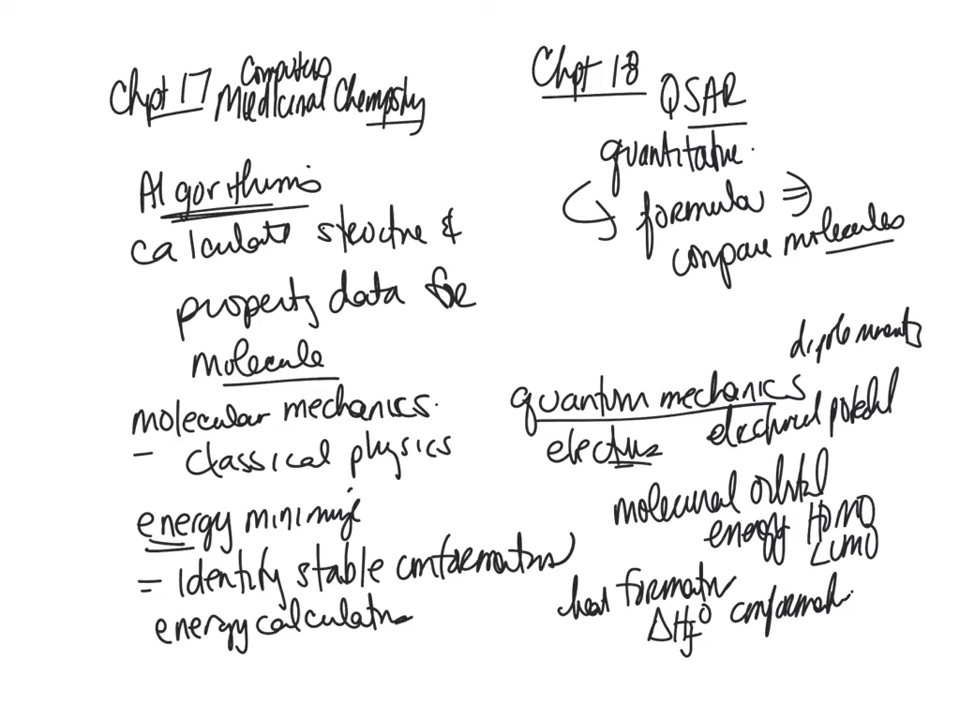 Chpt 17 Computers
Medicinal Chemistry
Algorithms
calculate structure &
property data for
molecule
molecular mechanics.
- classical physics
energy minimize
= Identify stable conformations
energy calculation
Chpt 18
QSAR
quantitative.
formula ⇒
compare molecules
dipole moments
quantum mechanics
electrons
electrical potential
molecular orbital
energy HOMO
LUMO
heat formation
ΔHf°